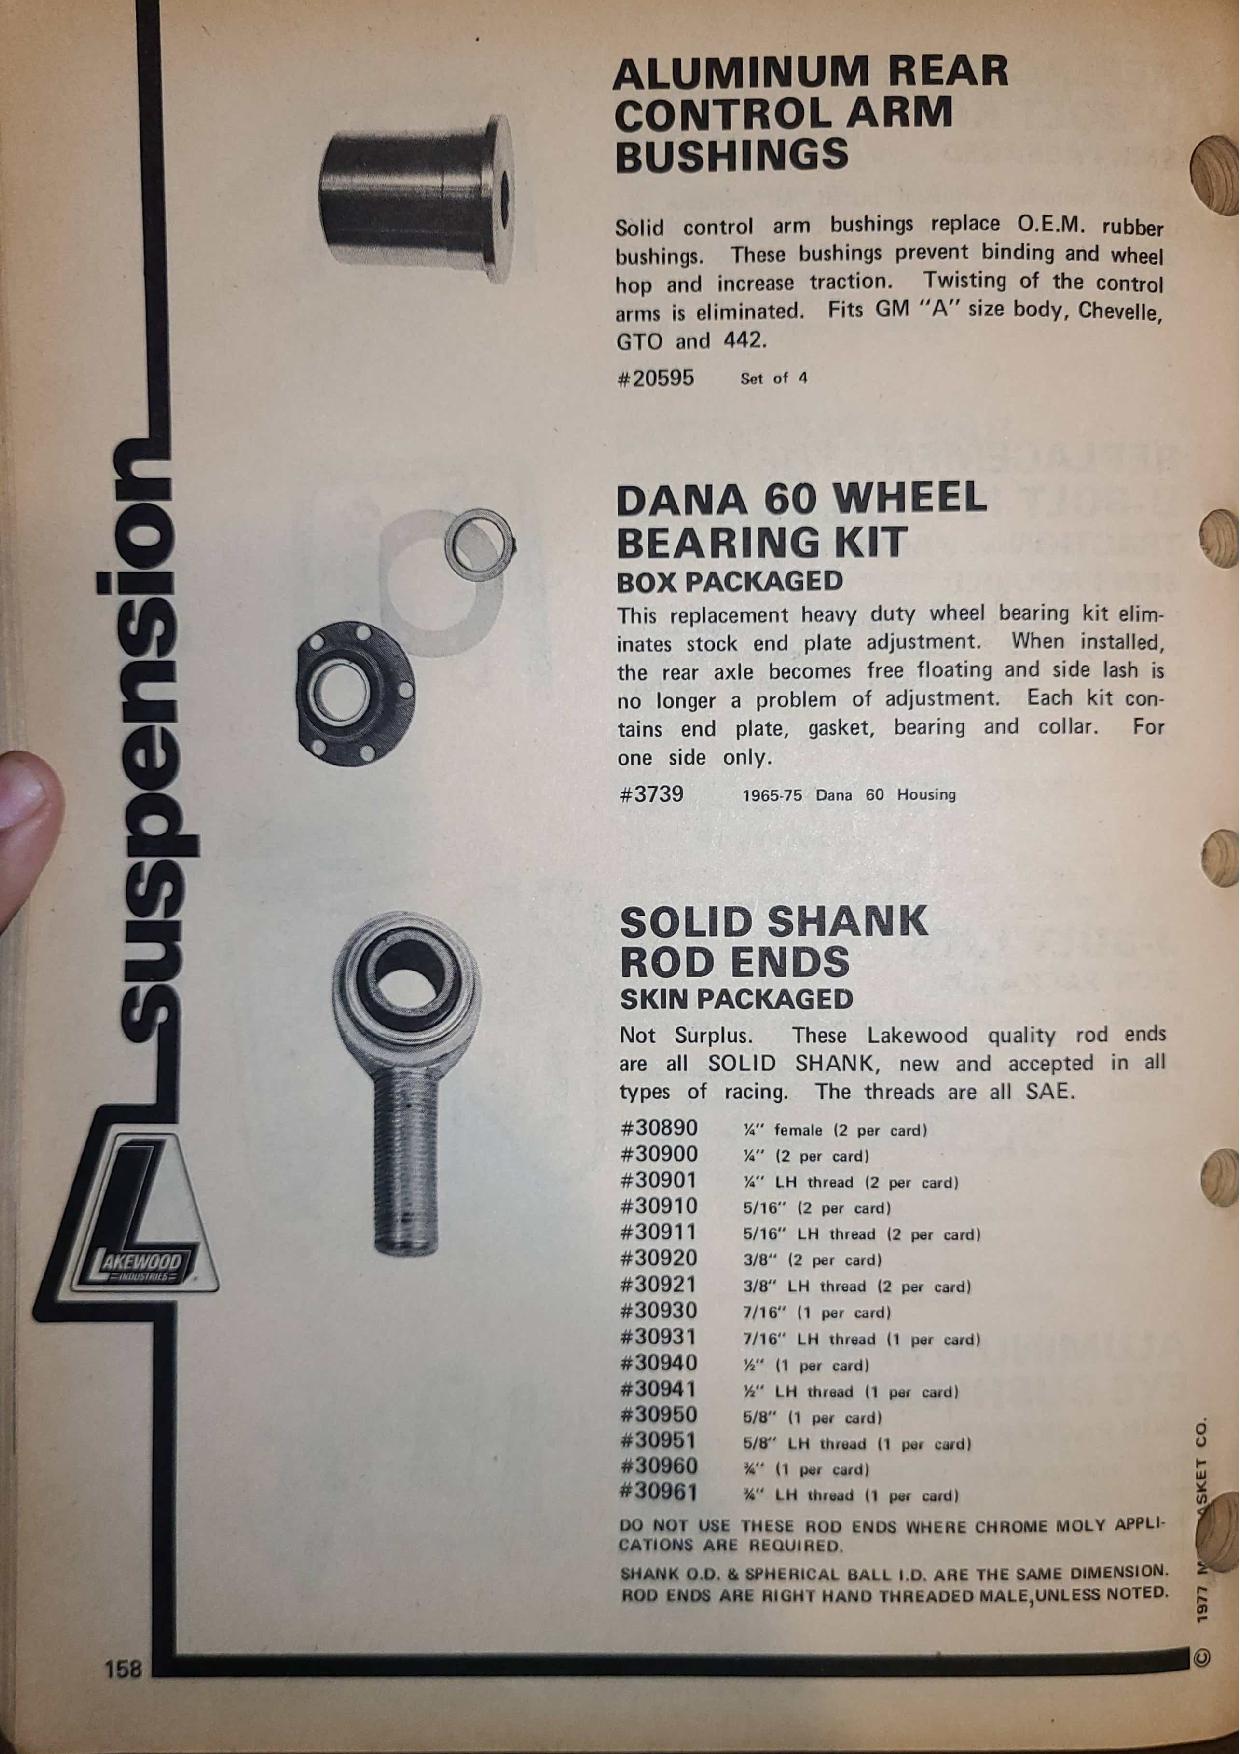 suspension
LAKEWOOD
INDUSTRIES
ALUMINUM REAR
CONTROL ARM
BUSHINGS
Solid control arm bushings replace O.E.M. rubber
bushings. These bushings prevent binding and wheel
hop and increase traction. Twisting of the control
arms is eliminated. Fits GM "A" size body, Chevelle,
GTO and 442.
#20595 Set of 4
DANA 60 WHEEL
BEARING KIT
BOX PACKAGED
This replacement heavy duty wheel bearing kit elim-
inates stock end plate adjustment. When installed,
the rear axle becomes free floating and side lash is
no longer a problem of adjustment. Each kit con-
tains end plate, gasket, bearing and collar. For
one side only.
#3739 1965-75 Dana 60 Housing
SOLID SHANK
ROD ENDS
SKIN PACKAGED
Not Surplus. These Lakewood quality rod ends
are all SOLID SHANK, new and accepted in all
types of racing. The threads are all SAE.
#30890 ¼" female (2 per card)
#30900 ¼" (2 per card)
#30901 ¼" LH thread (2 per card)
#30910 5/16" (2 per card)
#30911 5/16" LH thread (2 per card)
#30920 3/8" (2 per card)
#30921 3/8" LH thread (2 per card)
#30930 7/16" (1 per card)
#30931 7/16" LH thread (1 per card)
#30940 ½" (1 per card)
#30941 ½" LH thread (1 per card)
#30950 5/8" (1 per card)
#30951 5/8" LH thread (1 per card)
#30960 ¾" (1 per card)
#30961 ¾" LH thread (1 per card)
DO NOT USE THESE ROD ENDS WHERE CHROME MOLY APPLI-
CATIONS ARE REQUIRED.
SHANK O.D. & SPHERICAL BALL I.D. ARE THE SAME DIMENSION.
ROD ENDS ARE RIGHT HAND THREADED MALE,UNLESS NOTED.
158
© 1977 CO.